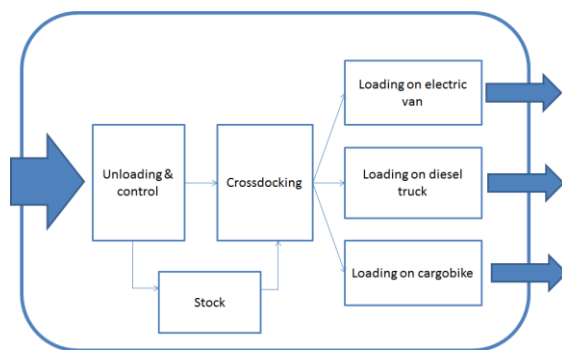 Loading on electric
van
Unloading &
control
Crossdocking
Loading on diesel
truck
Stock
Loading on cargobike